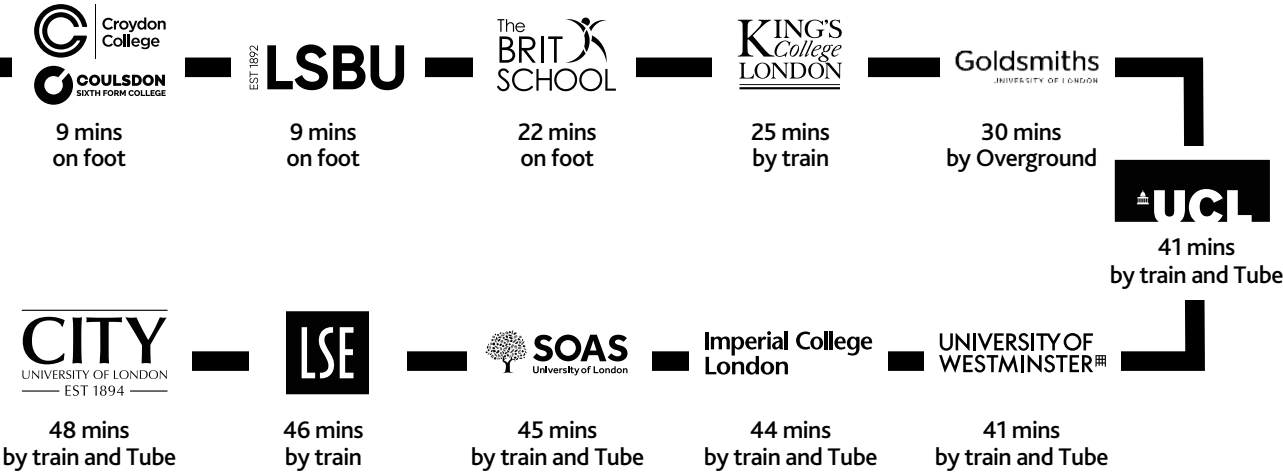 Croydon
College
COULSDON
SIXTH FORM COLLEGE
9 mins
on foot
EST 1892
LSBU
9 mins
on foot
The
BRIT
SCHOOL
22 mins
on foot
KING'S
College
LONDON
25 mins
by train
Goldsmiths
UNIVERSITY OF LONDON
30 mins
by Overground
UCL
41 mins
by train and Tube
UNIVERSITY OF
WESTMINSTER
41 mins
by train and Tube
Imperial College
London
44 mins
by train and Tube
SOAS
University of London
45 mins
by train and Tube
LSE
46 mins
by train
CITY
UNIVERSITY OF LONDON
EST 1894
48 mins
by train and Tube